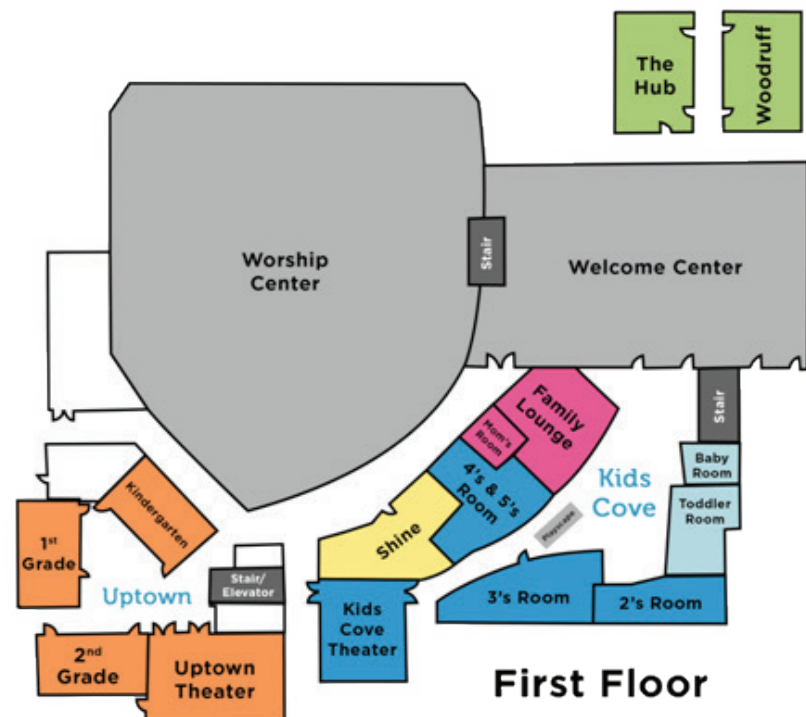 The
Hub
Woodruff
Worship
Center
Stair
Welcome Center
Family
Lounge
Mom's
Room
Stair
4's & 5's
Room
Kids
Cove
Baby
Room
Toddler
Room
Playscape
Kindergarten
Shine
1st
Grade
Uptown
Stair/
Elevator
Kids
Cove
Theater
3's Room
2's Room
2nd
Grade
Uptown
Theater
First Floor